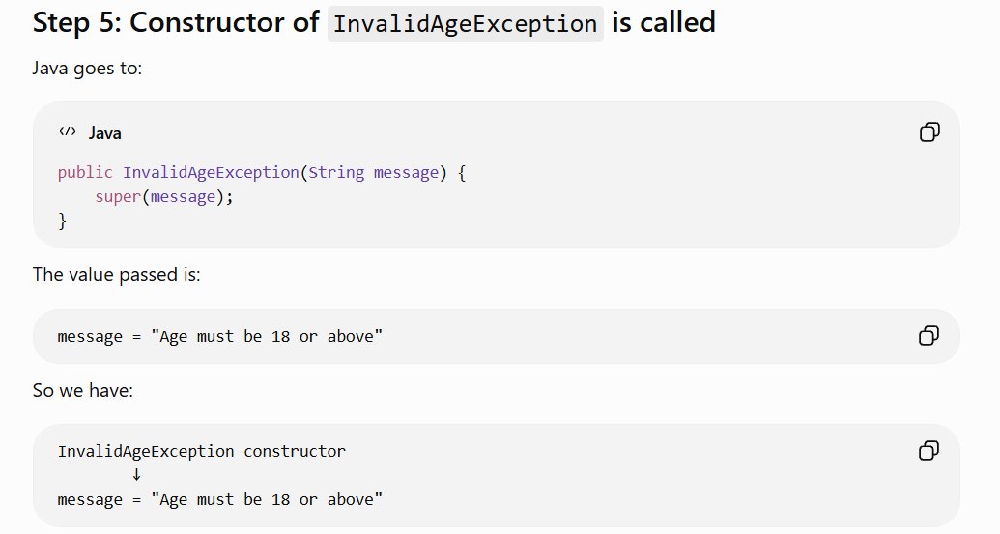 Step 5: Constructor of InvalidAgeException is called
Java goes to:
</> Java
public InvalidAgeException(String message) {
    super(message);
}
The value passed is:
message = "Age must be 18 or above"
So we have:
InvalidAgeException constructor
        ↓
message = "Age must be 18 or above"